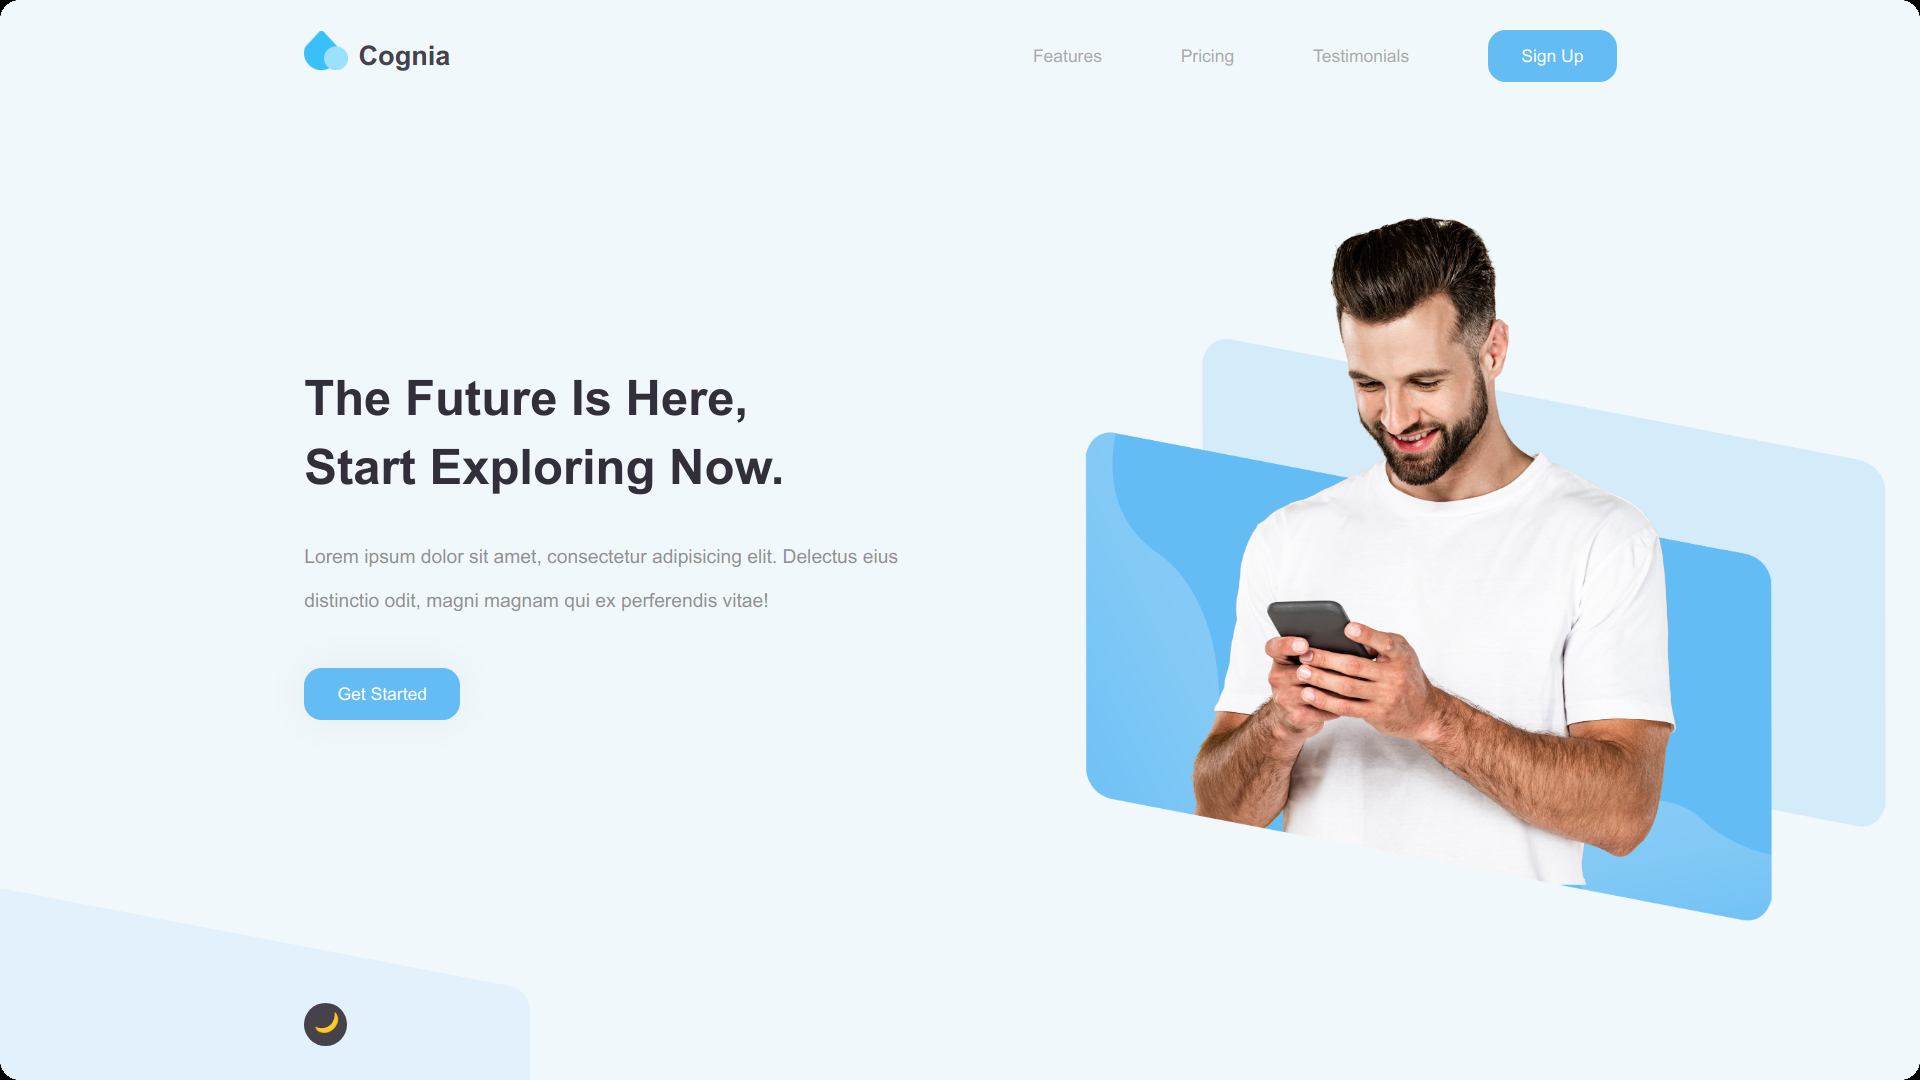 Cognia
Features
Pricing
Testimonials
Sign Up
The Future Is Here,
Start Exploring Now.
Lorem ipsum dolor sit amet, consectetur adipisicing elit. Delectus eius
distinctio odit, magni magnam qui ex perferendis vitae!
Get Started